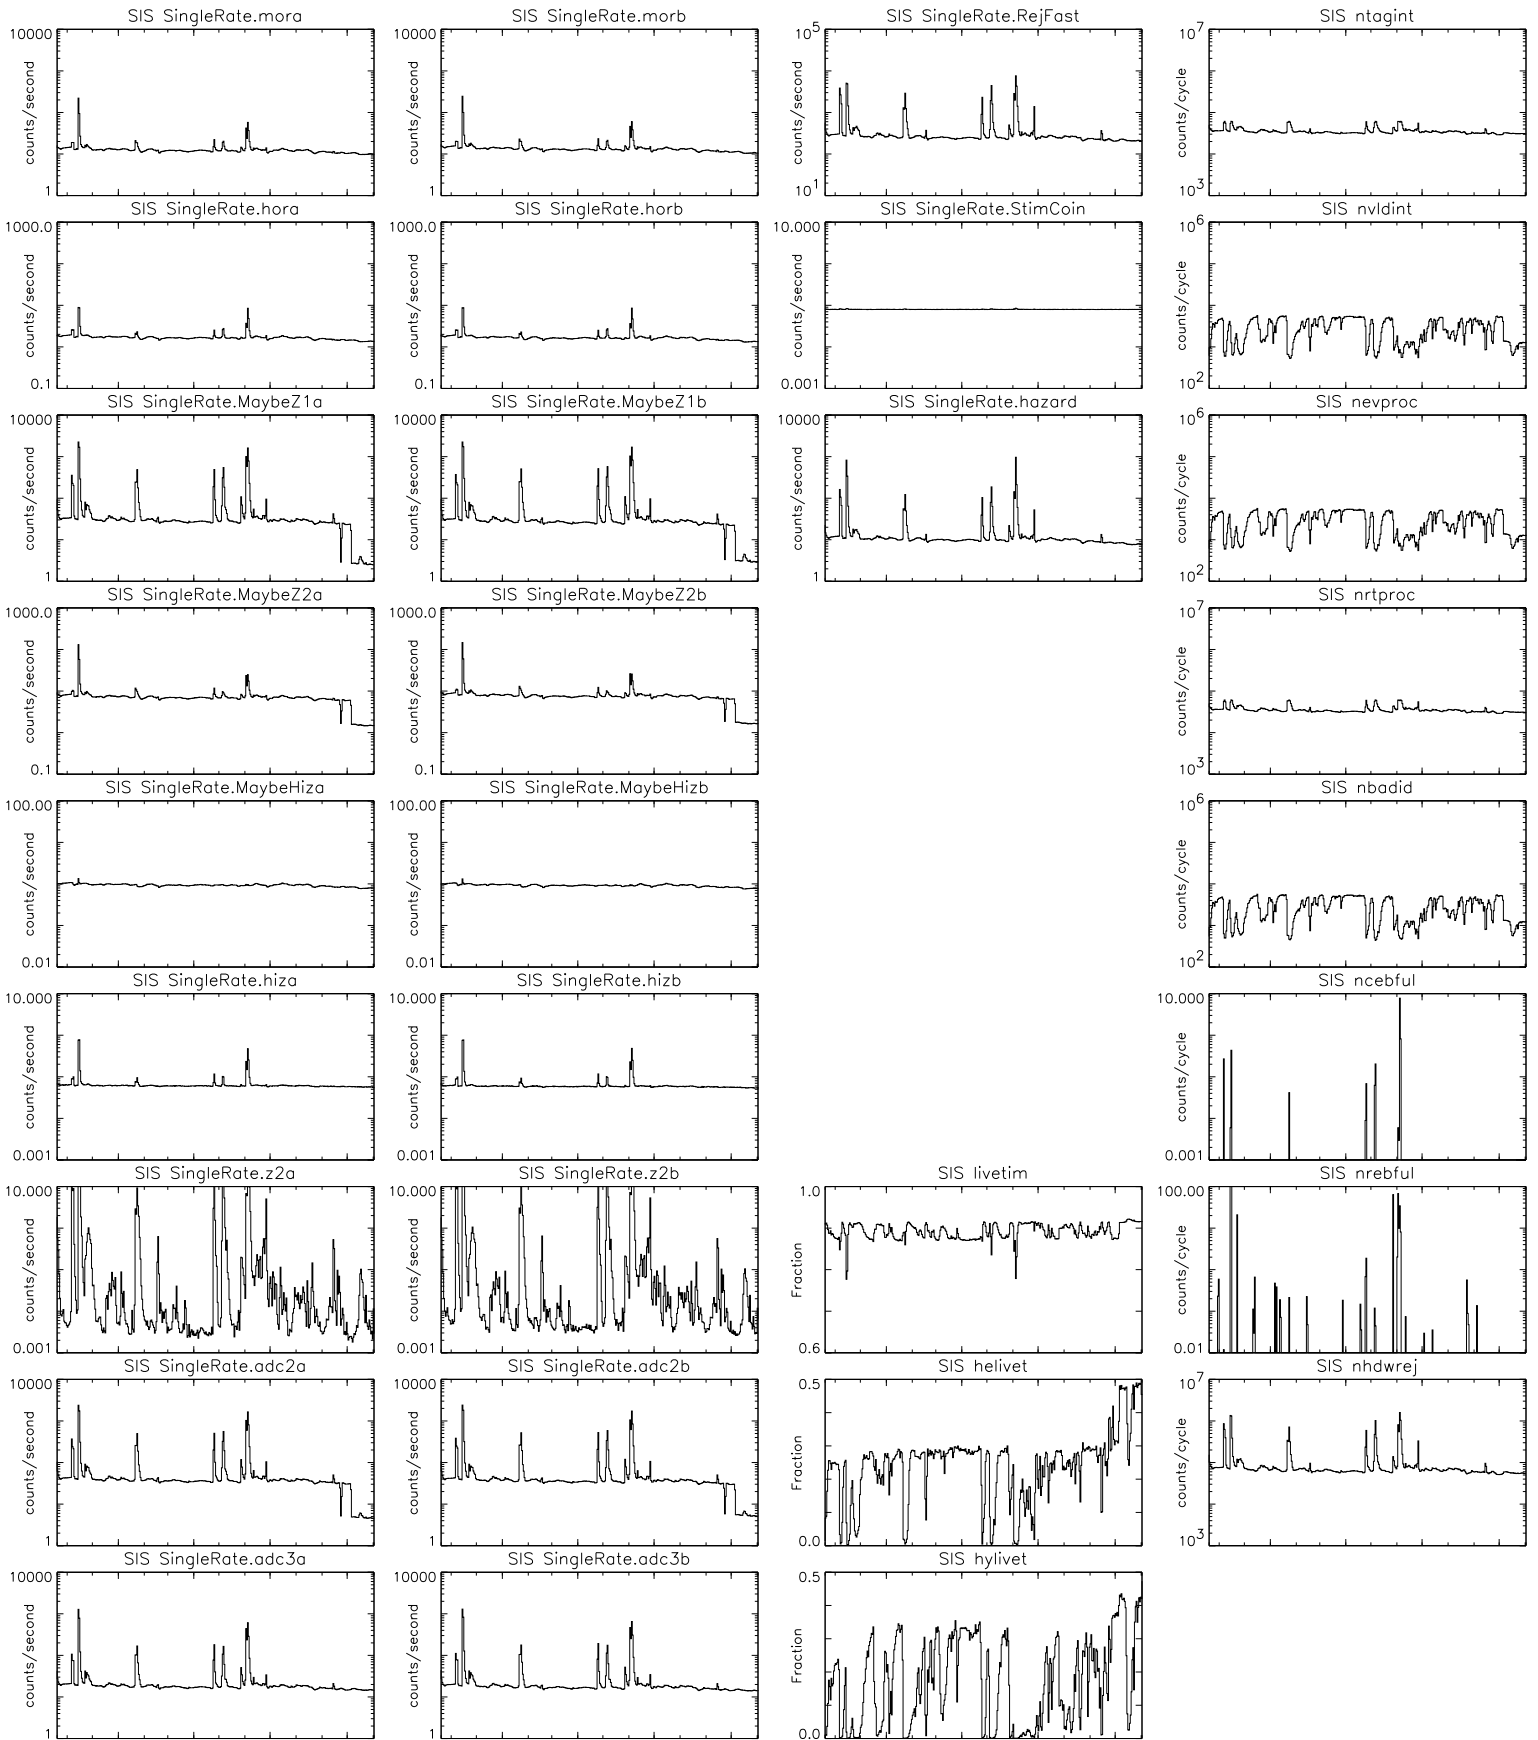 SIS SingleRate.mora
10000
counts/second
1
SIS SingleRate.morb
10000
counts/second
1
SIS SingleRate.RejFast
10^5
counts/second
10^1
SIS ntagint
10^7
counts/cycle
10^3
SIS SingleRate.hora
1000.0
counts/second
0.1
SIS SingleRate.horb
1000.0
counts/second
0.1
SIS SingleRate.StimCoin
10.000
counts/second
0.001
SIS nvldint
10^6
counts/cycle
10^2
SIS SingleRate.MaybeZ1a
10000
counts/second
1
SIS SingleRate.MaybeZ1b
10000
counts/second
1
SIS SingleRate.hazard
10000
counts/second
1
SIS nevproc
10^6
counts/cycle
10^2
SIS SingleRate.MaybeZ2a
1000.0
counts/second
0.1
SIS SingleRate.MaybeZ2b
1000.0
counts/second
0.1
SIS nrtproc
10^7
counts/cycle
10^3
SIS SingleRate.MaybeHiza
100.00
counts/second
0.01
SIS SingleRate.MaybeHizb
100.00
counts/second
0.01
SIS nbadid
10^6
counts/cycle
10^2
SIS SingleRate.hiza
10.000
counts/second
0.001
SIS SingleRate.hizb
10.000
counts/second
0.001
SIS ncebful
10.000
counts/cycle
0.001
SIS SingleRate.z2a
10.000
counts/second
0.001
SIS SingleRate.z2b
10.000
counts/second
0.001
SIS livetim
1.0
Fraction
0.6
SIS nrebful
100.00
counts/cycle
0.01
SIS SingleRate.adc2a
10000
counts/second
1
SIS SingleRate.adc2b
10000
counts/second
1
SIS helivet
0.5
Fraction
0.0
SIS nhdwrej
10^7
counts/cycle
10^3
SIS SingleRate.adc3a
10000
counts/second
1
SIS SingleRate.adc3b
10000
counts/second
1
SIS hylivet
0.5
Fraction
0.0